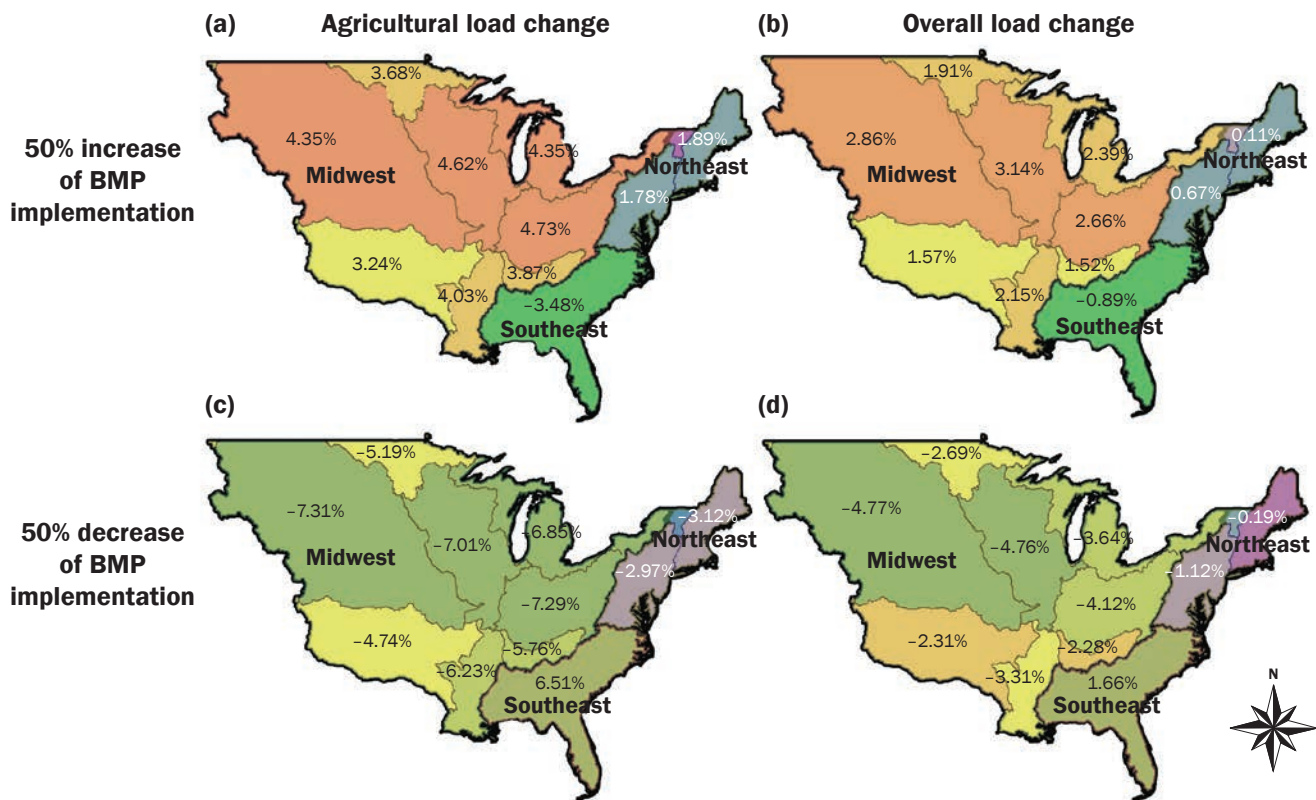 (a) Agricultural load change
(b) Overall load change
50% increase
of BMP
implementation
3.68%
4.35%
Midwest
4.62%
4.35%
1.89%
Northeast
1.78%
4.73%
3.24%
3.87%
4.03%
−3.48%
Southeast
1.91%
2.86%
Midwest
3.14%
2.39%
0.11%
Northeast
0.67%
2.66%
1.57%
1.52%
2.15%
−0.89%
Southeast
(c)
(d)
50% decrease
of BMP
implementation
−5.19%
−7.31%
Midwest
−7.01%
−6.85%
−3.12%
Northeast
−2.97%
−7.29%
−4.74%
−5.76%
−6.23%
6.51%
Southeast
−2.69%
−4.77%
Midwest
−4.76%
−3.64%
−0.19%
Northeast
−1.12%
−4.12%
−2.31%
−2.28%
−3.31%
1.66%
Southeast
N